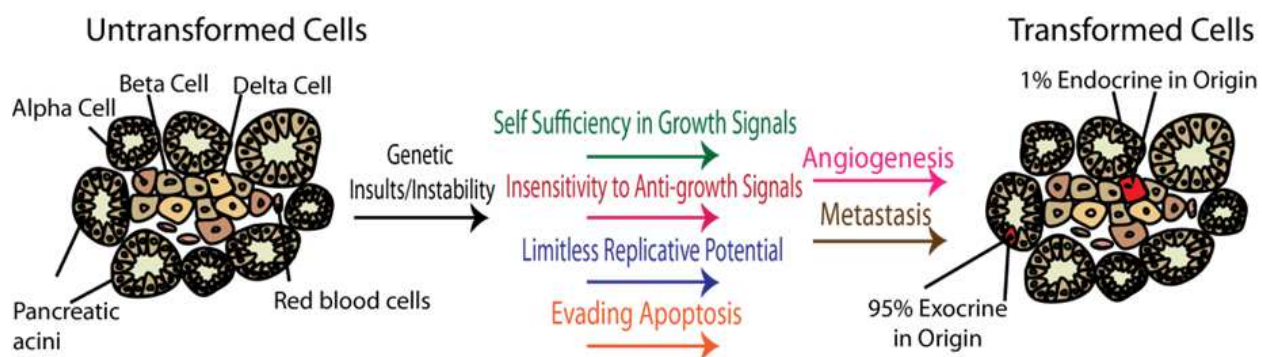 Untransformed Cells
Alpha Cell
Beta Cell
Delta Cell
Pancreatic
acini
Red blood cells
Genetic
Insults/Instability
Self Sufficiency in Growth Signals
Insensitivity to Anti-growth Signals
Limitless Replicative Potential
Evading Apoptosis
Angiogenesis
Metastasis
Transformed Cells
1% Endocrine in Origin
95% Exocrine
in Origin